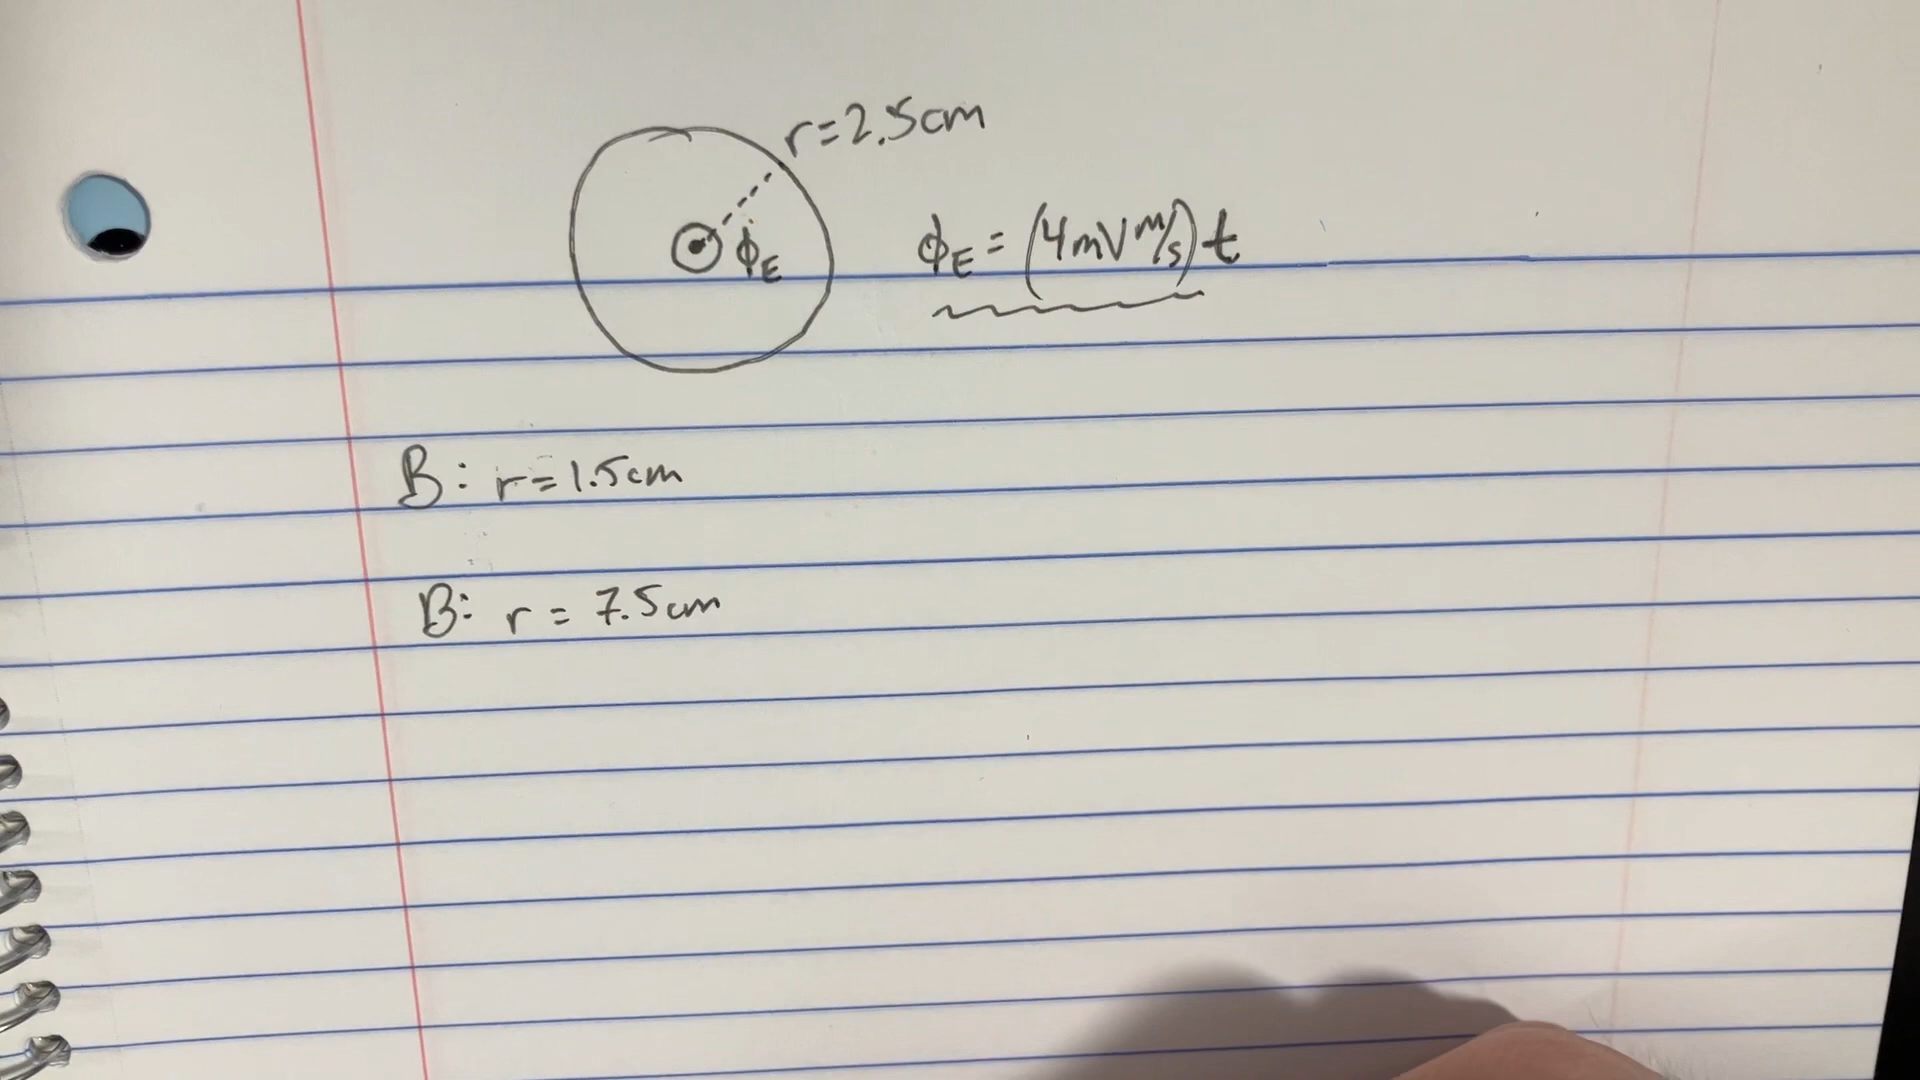 r=2.5cm
ϕE
ϕE = (4mV m/s) t
B: r=1.5cm
B: r = 7.5cm